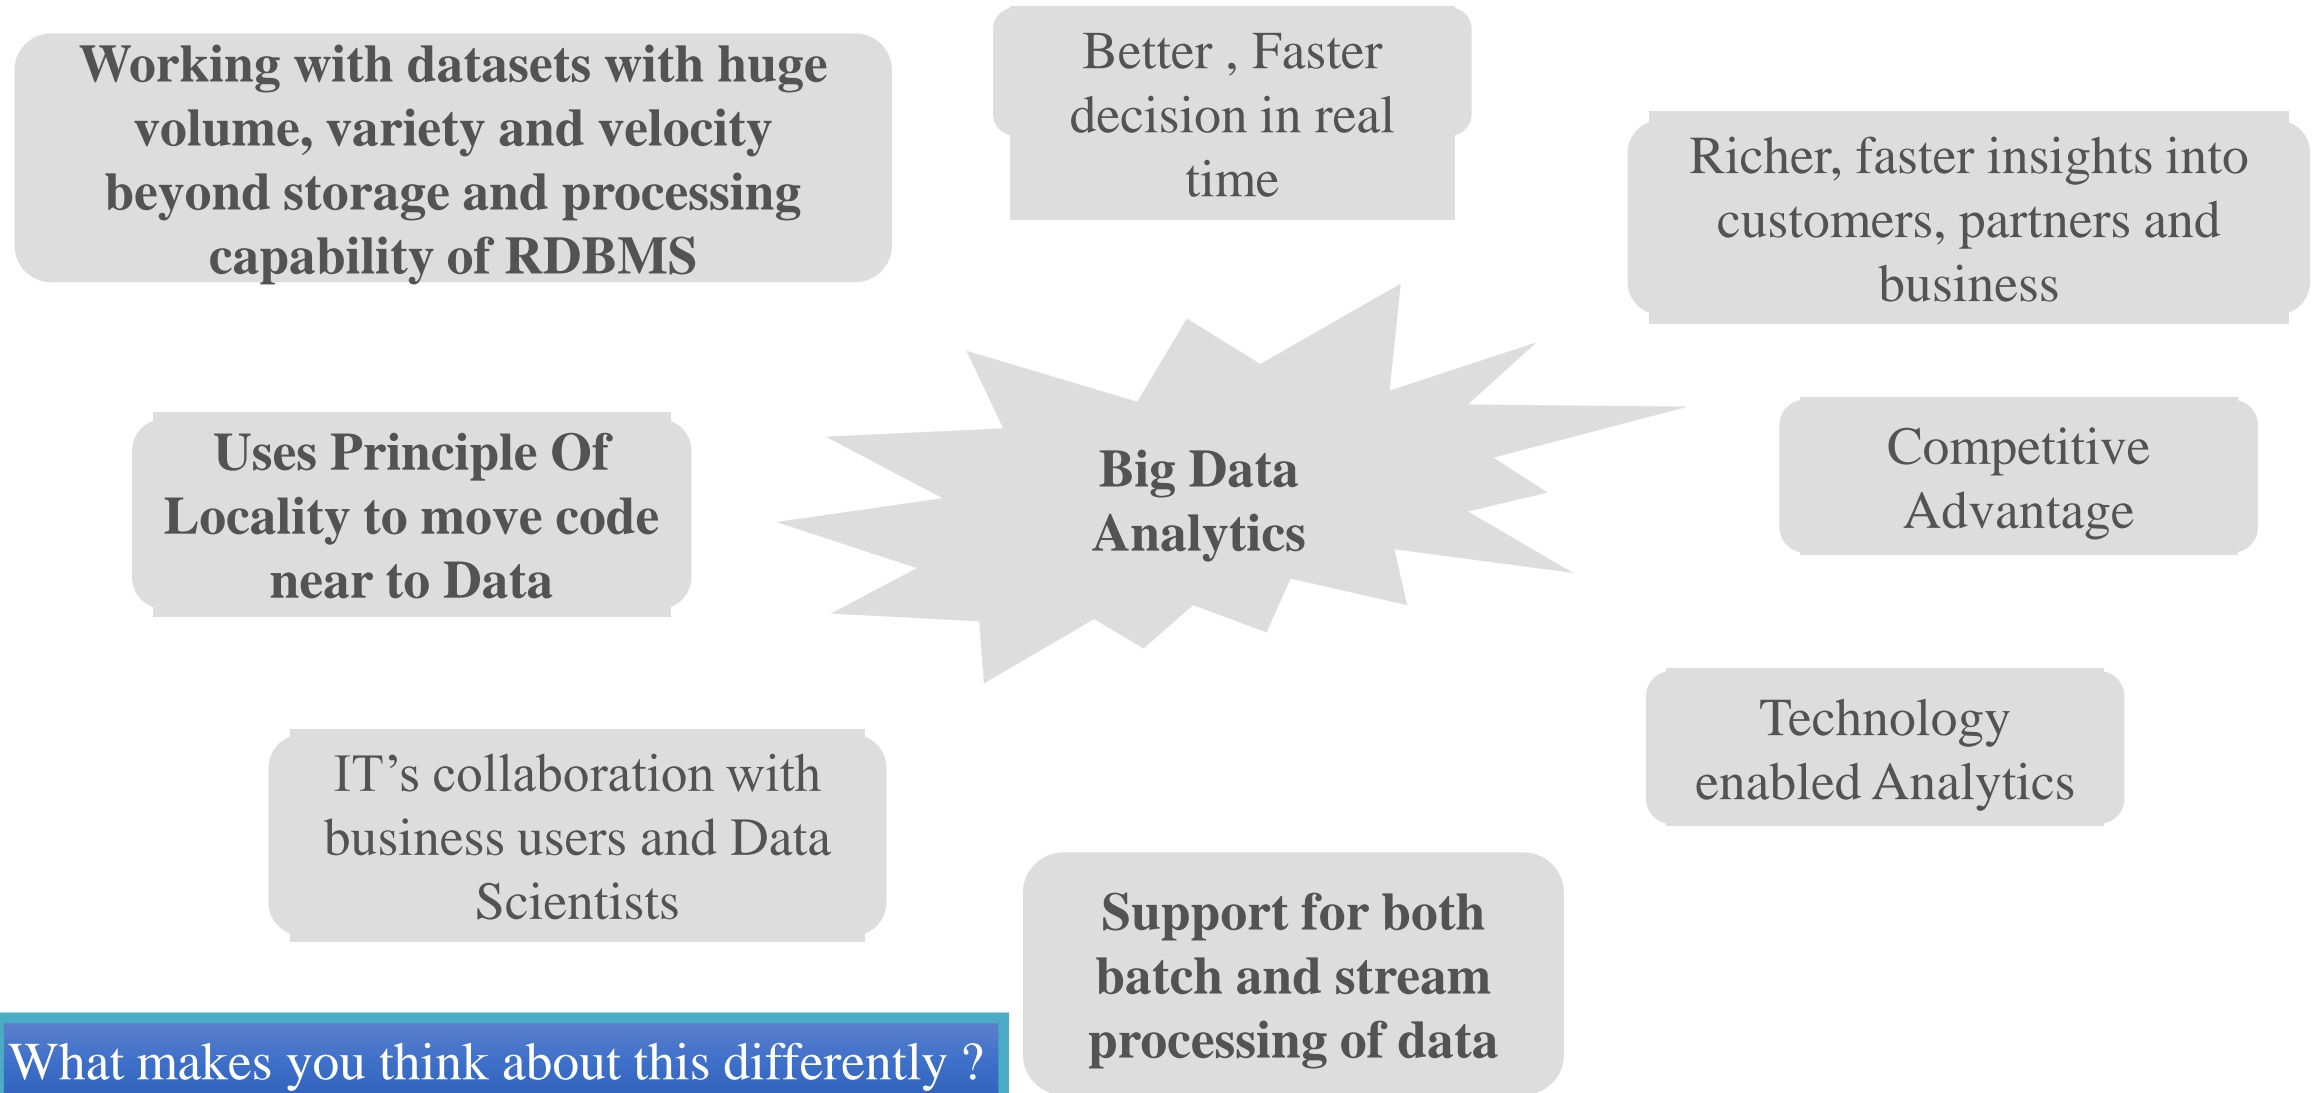 Working with datasets with huge
volume, variety and velocity
beyond storage and processing
capability of RDBMS
Better , Faster
decision in real
time
Richer, faster insights into
customers, partners and
business
Uses Principle Of
Locality to move code
near to Data
Big Data
Analytics
Competitive
Advantage
IT’s collaboration with
business users and Data
Scientists
Technology
enabled Analytics
Support for both
batch and stream
processing of data
What makes you think about this differently ?